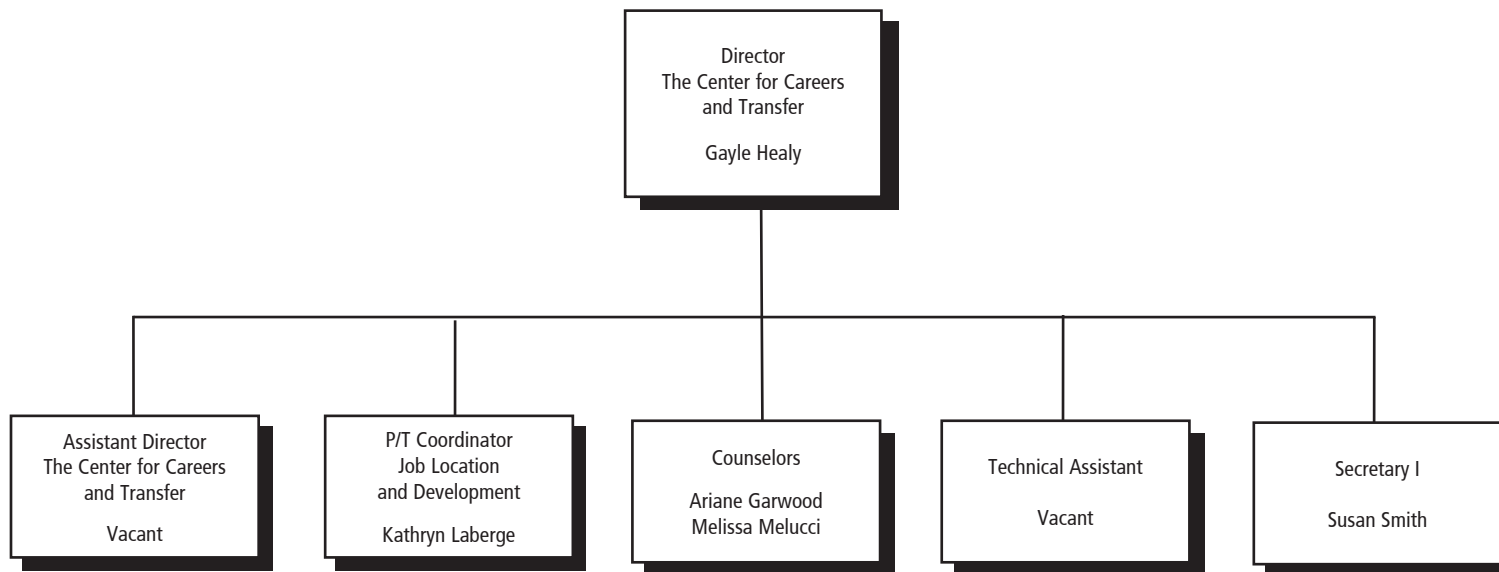 Director
The Center for Careers
and Transfer
Gayle Healy
Assistant Director
The Center for Careers
and Transfer
Vacant
P/T Coordinator
Job Location
and Development
Kathryn Laberge
Counselors
Ariane Garwood
Melissa Melucci
Technical Assistant
Vacant
Secretary I
Susan Smith